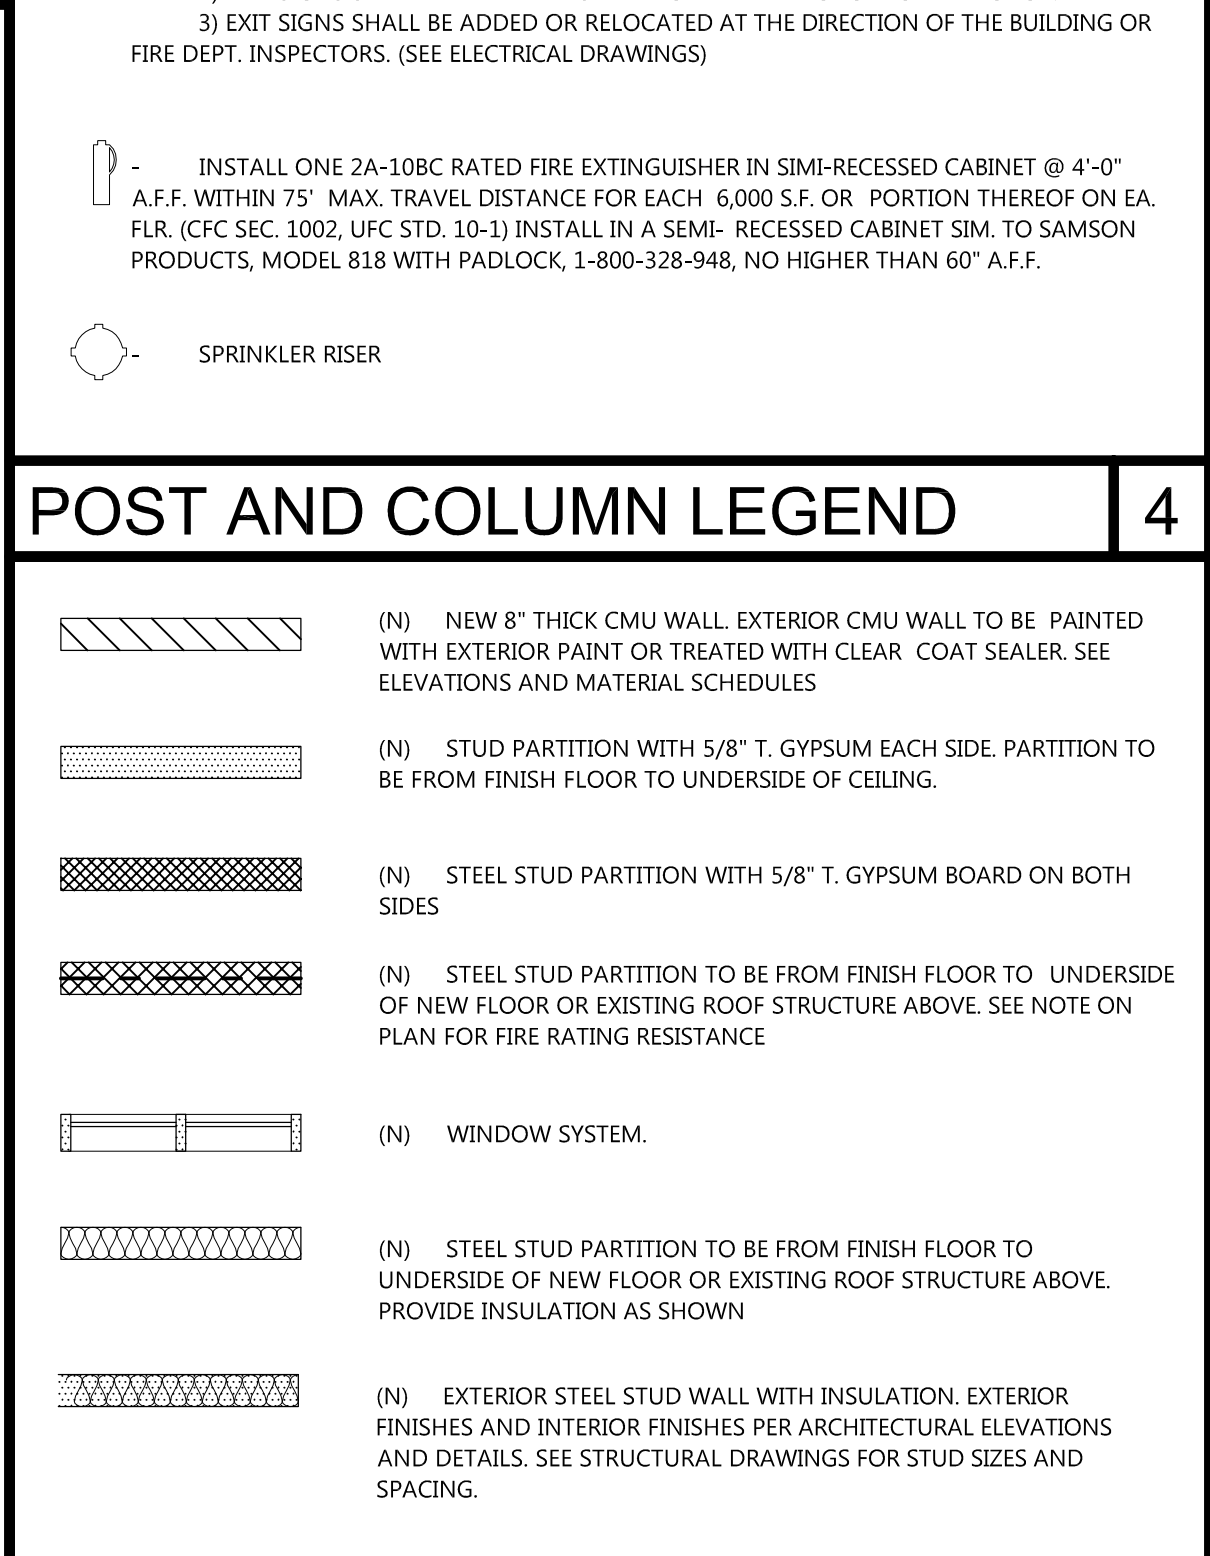 3) EXIT SIGNS SHALL BE ADDED OR RELOCATED AT THE DIRECTION OF THE BUILDING OR
FIRE DEPT. INSPECTORS. (SEE ELECTRICAL DRAWINGS)
- INSTALL ONE 2A-10BC RATED FIRE EXTINGUISHER IN SIMI-RECESSED CABINET @ 4'-0"
A.F.F. WITHIN 75' MAX. TRAVEL DISTANCE FOR EACH 6,000 S.F. OR PORTION THEREOF ON EA.
FLR. (CFC SEC. 1002, UFC STD. 10-1) INSTALL IN A SEMI- RECESSED CABINET SIM. TO SAMSON
PRODUCTS, MODEL 818 WITH PADLOCK, 1-800-328-948, NO HIGHER THAN 60" A.F.F.
- SPRINKLER RISER
POST AND COLUMN LEGEND 4
(N) NEW 8" THICK CMU WALL. EXTERIOR CMU WALL TO BE PAINTED
WITH EXTERIOR PAINT OR TREATED WITH CLEAR COAT SEALER. SEE
ELEVATIONS AND MATERIAL SCHEDULES
(N) STUD PARTITION WITH 5/8" T. GYPSUM EACH SIDE. PARTITION TO
BE FROM FINISH FLOOR TO UNDERSIDE OF CEILING.
(N) STEEL STUD PARTITION WITH 5/8" T. GYPSUM BOARD ON BOTH
SIDES
(N) STEEL STUD PARTITION TO BE FROM FINISH FLOOR TO UNDERSIDE
OF NEW FLOOR OR EXISTING ROOF STRUCTURE ABOVE. SEE NOTE ON
PLAN FOR FIRE RATING RESISTANCE
(N) WINDOW SYSTEM.
(N) STEEL STUD PARTITION TO BE FROM FINISH FLOOR TO
UNDERSIDE OF NEW FLOOR OR EXISTING ROOF STRUCTURE ABOVE.
PROVIDE INSULATION AS SHOWN
(N) EXTERIOR STEEL STUD WALL WITH INSULATION. EXTERIOR
FINISHES AND INTERIOR FINISHES PER ARCHITECTURAL ELEVATIONS
AND DETAILS. SEE STRUCTURAL DRAWINGS FOR STUD SIZES AND
SPACING.